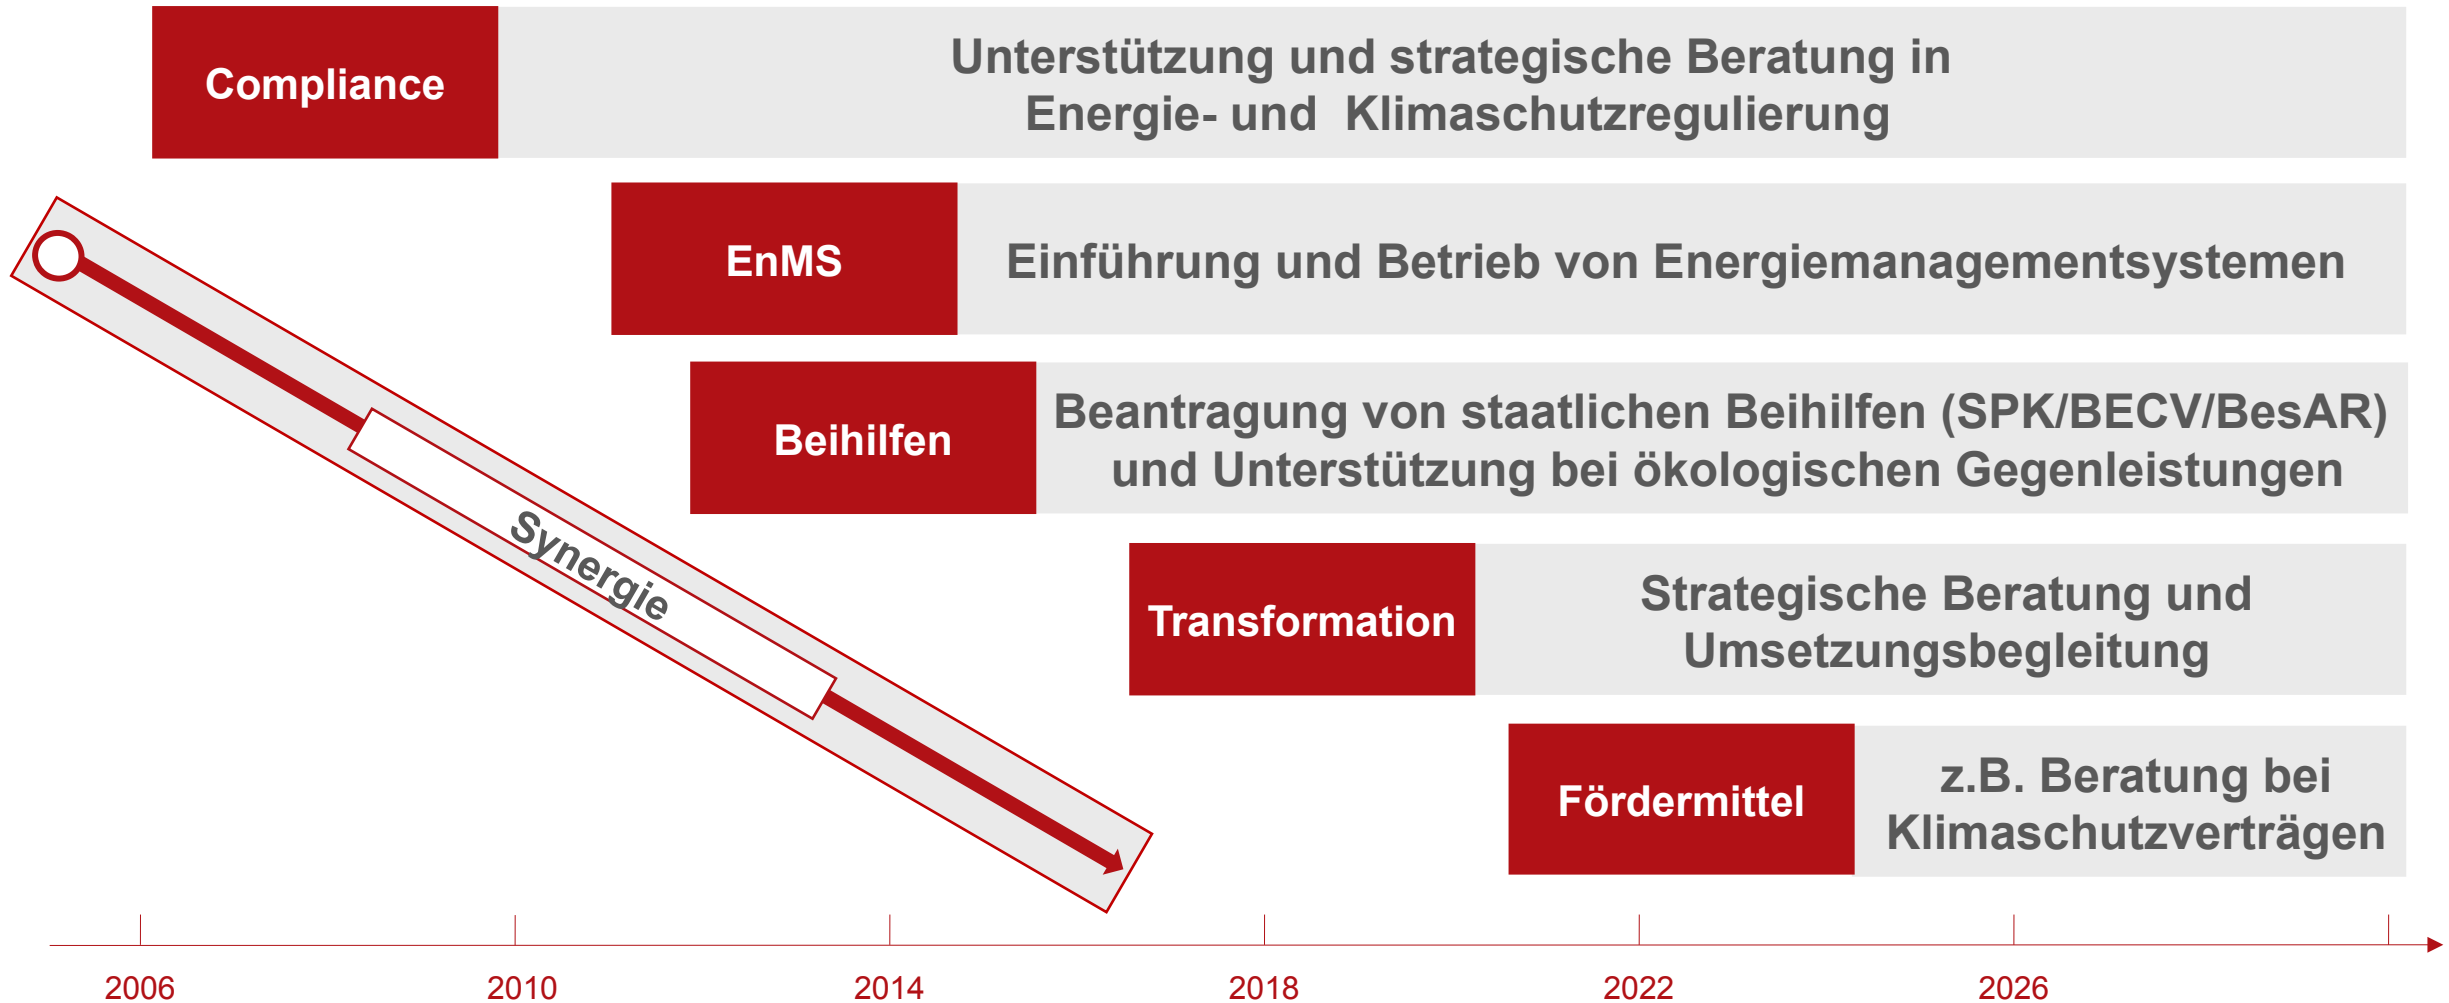 Compliance
Unterstützung und strategische Beratung in
Energie- und  Klimaschutzregulierung
EnMS
Einführung und Betrieb von Energiemanagementsystemen
Beihilfen
Beantragung von staatlichen Beihilfen (SPK/BECV/BesAR)
und Unterstützung bei ökologischen Gegenleistungen
Synergie
Transformation
Strategische Beratung und
Umsetzungsbegleitung
Fördermittel
z.B. Beratung bei
Klimaschutzverträgen
2006
2010
2014
2018
2022
2026